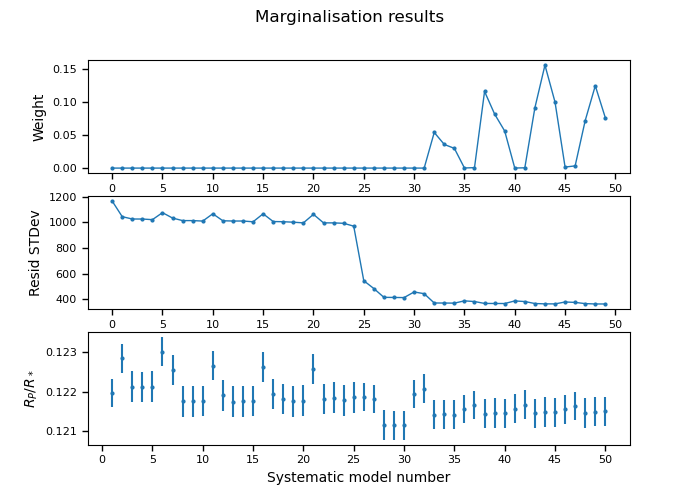 Marginalisation results
Weight
0.15
0.10
0.05
0.00
0 5 10 15 20 25 30 35 40 45 50
Resid STDev
1200
1000
800
600
400
0 5 10 15 20 25 30 35 40 45 50
R_P/R_*
0.123
0.122
0.121
0 5 10 15 20 25 30 35 40 45 50
Systematic model number